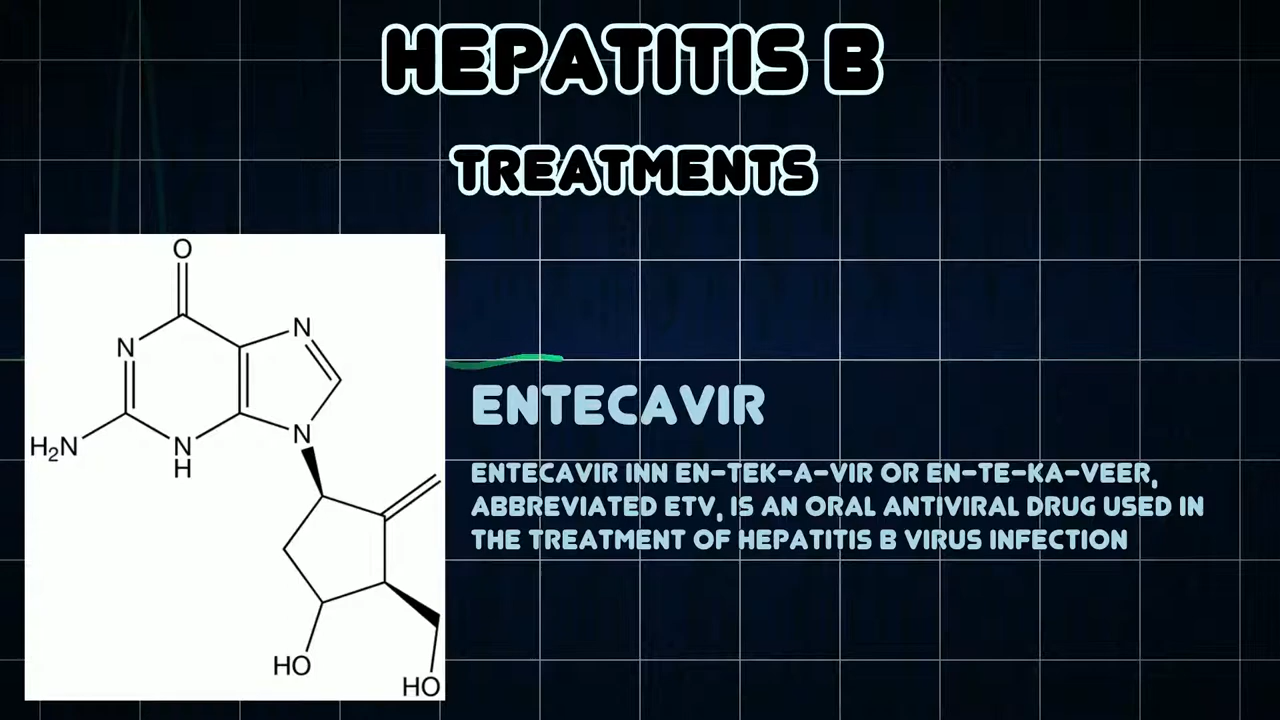 HEPATITIS B
TREATMENTS
O
N
N
H2N
N
H
N
HO
HO
ENTECAVIR
ENTECAVIR INN EN-TEK-A-VIR OR EN-TE-KA-VEER,
ABBREVIATED ETV, IS AN ORAL ANTIVIRAL DRUG USED IN
THE TREATMENT OF HEPATITIS B VIRUS INFECTION